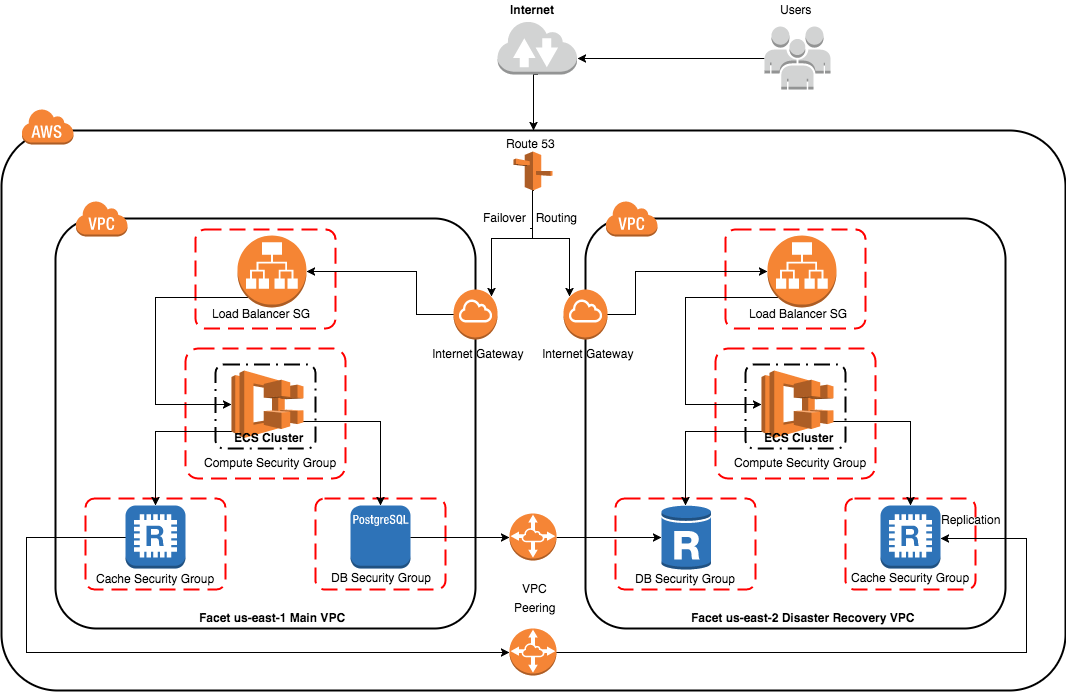 Internet
Users
AWS
Route 53
Failover
Routing
VPC
VPC
Load Balancer SG
Load Balancer SG
Internet Gateway
Internet Gateway
ECS Cluster
ECS Cluster
Compute Security Group
Compute Security Group
R
Cache Security Group
PostgreSQL
DB Security Group
R
DB Security Group
R
Replication
Cache Security Group
VPC
Peering
Facet us-east-1 Main VPC
Facet us-east-2 Disaster Recovery VPC